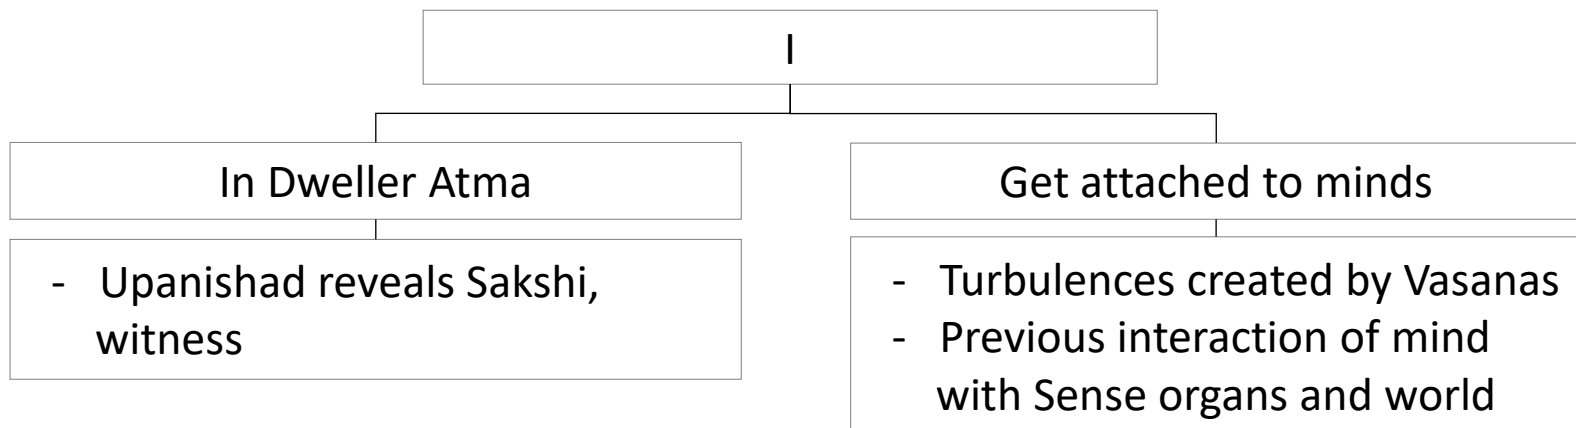 I
In Dweller Atma
Get attached to minds
- Upanishad reveals Sakshi,
witness
- Turbulences created by Vasanas
- Previous interaction of mind
with Sense organs and world